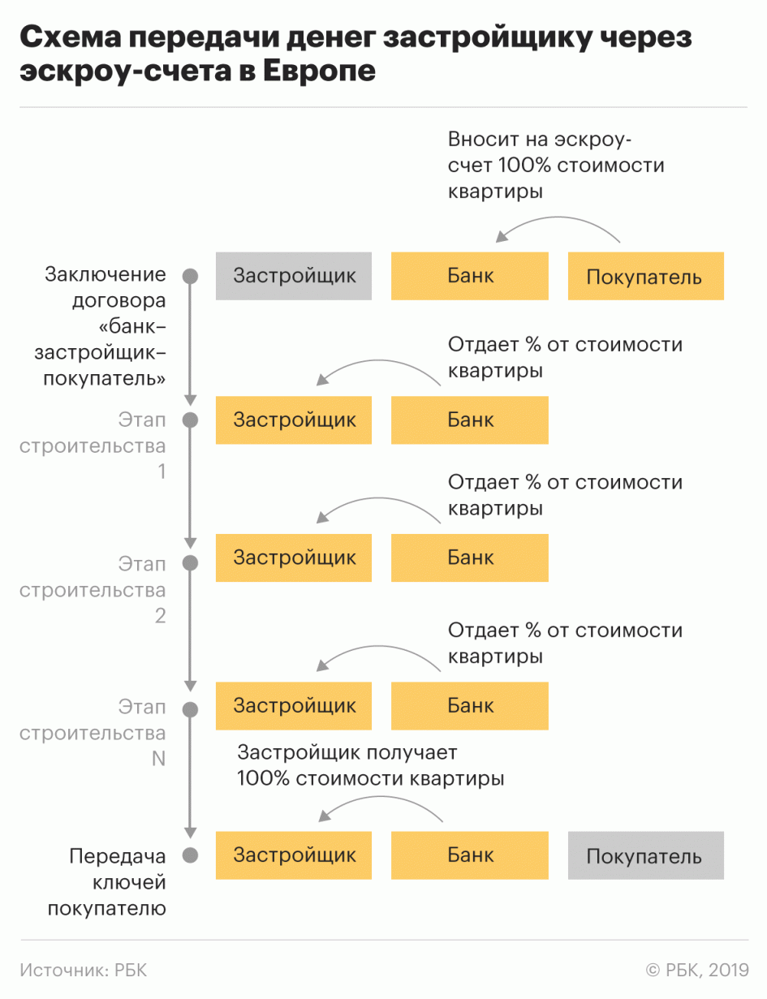 Схема передачи денег застройщику через
эскроу-счета в Европе
Вносит на эскроу-
счет 100% стоимости
квартиры
Заключение
договора
«банк–
застройщик–
покупатель»
Застройщик
Банк
Покупатель
Отдает % от стоимости
квартиры
Этап
строительства
1
Застройщик
Банк
Отдает % от стоимости
квартиры
Этап
строительства
2
Застройщик
Банк
Отдает % от стоимости
квартиры
Этап
строительства
N
Застройщик
Банк
Застройщик получает
100% стоимости квартиры
Передача
ключей
покупателю
Застройщик
Банк
Покупатель
Источник: РБК
© РБК, 2019